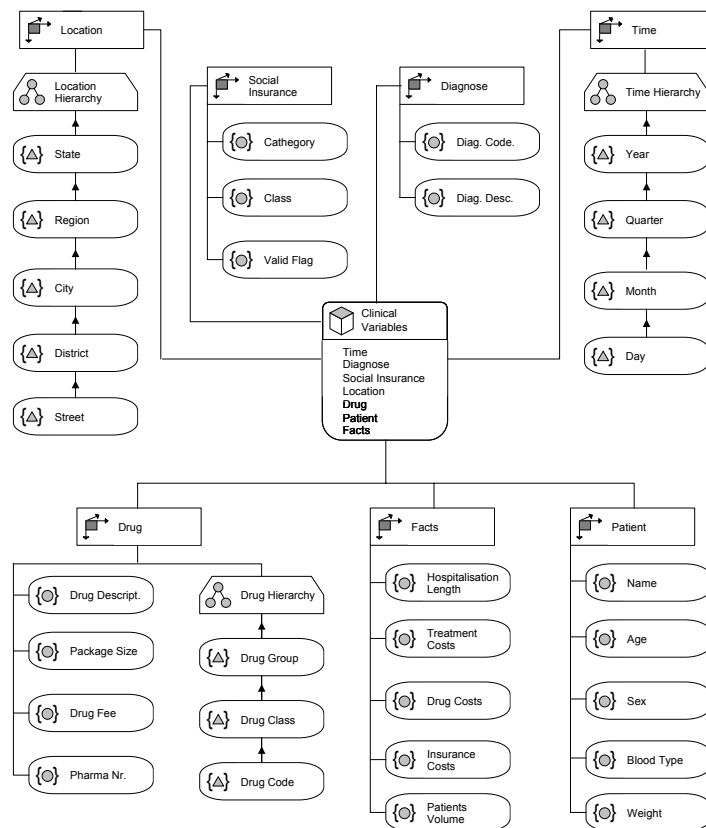 Location
Time
Social
Insurance
Diagnose
Location
Hierarchy
Time Hierarchy
Cathegory
Diag. Code.
State
Year
Class
Diag. Desc.
Region
Quarter
Valid Flag
City
Month
Clinical
Variables
Time
Diagnose
Social Insurance
Location
Drug
Patient
Facts
District
Day
Street
Drug
Facts
Patient
Drug Descript.
Drug Hierarchy
Hospitalisation
Length
Name
Package Size
Drug Group
Treatment
Costs
Age
Drug Fee
Drug Class
Drug Costs
Sex
Pharma Nr.
Drug Code
Insurance
Costs
Blood Type
Patients
Volume
Weight